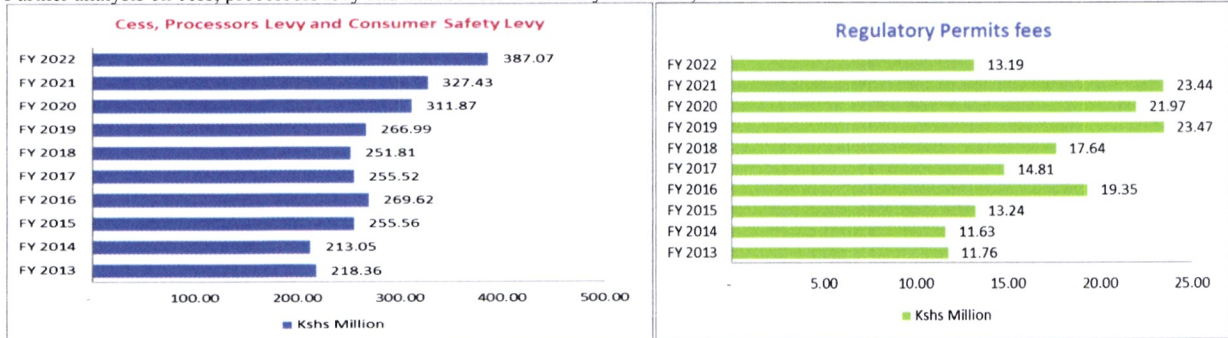 Cess, Processors Levy and Consumer Safety Levy
FY 2022 387.07
FY 2021 327.43
FY 2020 311.87
FY 2019 266.99
FY 2018 251.81
FY 2017 255.52
FY 2016 269.62
FY 2015 255.56
FY 2014 213.05
FY 2013 218.36
- 100.00 200.00 300.00 400.00 500.00
Kshs Million
Regulatory Permits fees
FY 2022 13.19
FY 2021 23.44
FY 2020 21.97
FY 2019 23.47
FY 2018 17.64
FY 2017 14.81
FY 2016 19.35
FY 2015 13.24
FY 2014 11.63
FY 2013 11.76
- 5.00 10.00 15.00 20.00 25.00
Kshs Million